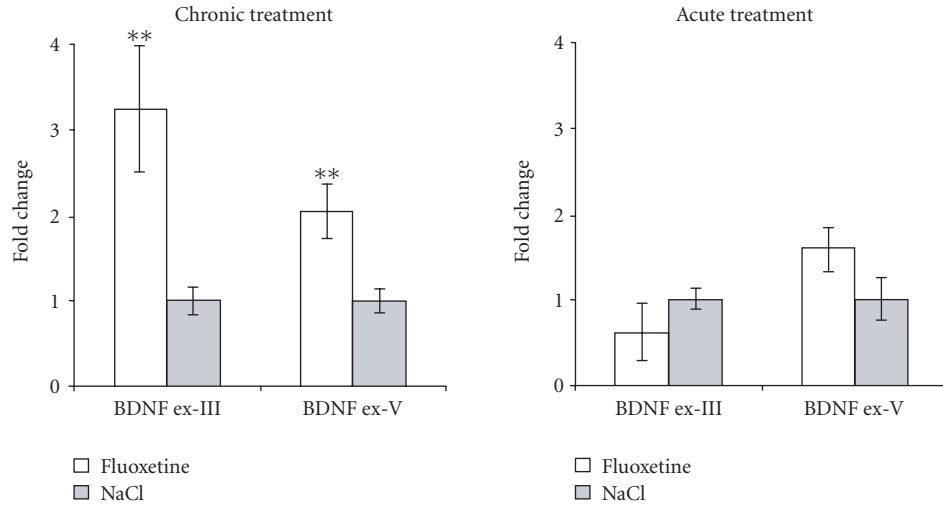 Chronic treatment
**
**
4
3
2
1
0
Fold change
BDNF ex-III
BDNF ex-V
Fluoxetine
NaCl
Acute treatment
4
3
2
1
0
Fold change
BDNF ex-III
BDNF ex-V
Fluoxetine
NaCl